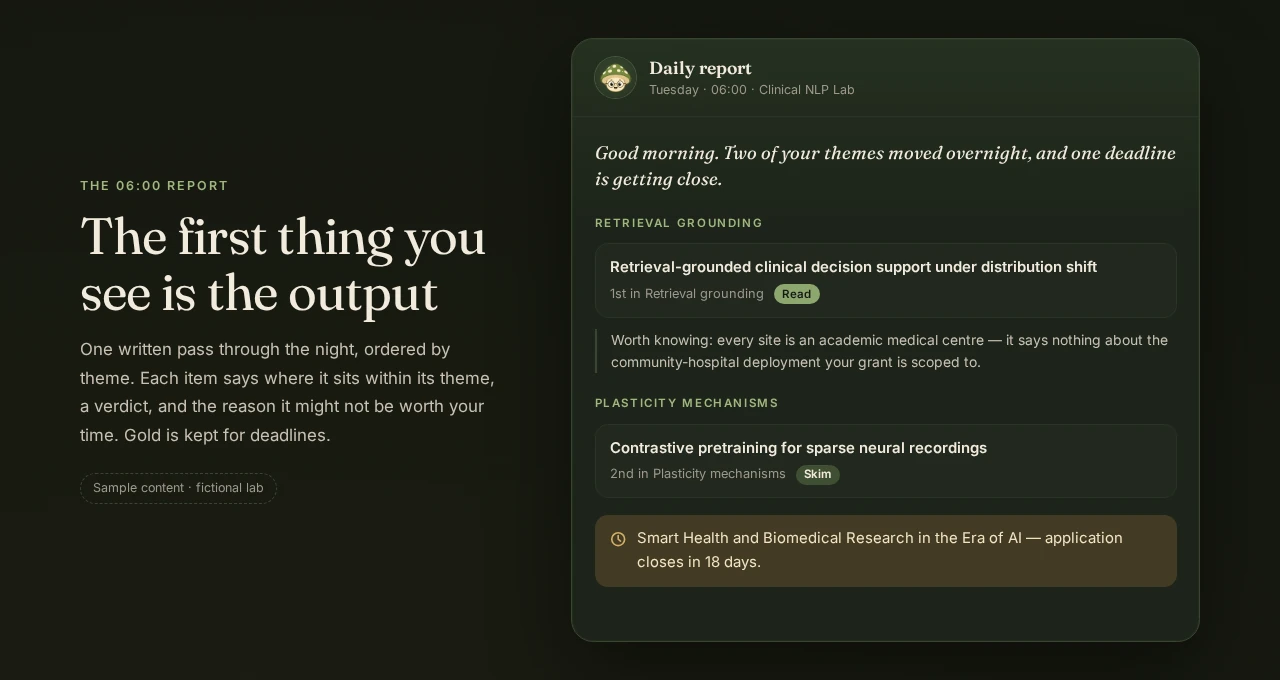 THE 06:00 REPORT
The first thing you
see is the output
One written pass through the night, ordered by
theme. Each item says where it sits within its theme,
a verdict, and the reason it might not be worth your
time. Gold is kept for deadlines.
Sample content · fictional lab
Daily report
Tuesday · 06:00 · Clinical NLP Lab
Good morning. Two of your themes moved overnight, and one deadline
is getting close.
RETRIEVAL GROUNDING
Retrieval-grounded clinical decision support under distribution shift
1st in Retrieval grounding Read
Worth knowing: every site is an academic medical centre — it says nothing about the
community-hospital deployment your grant is scoped to.
PLASTICITY MECHANISMS
Contrastive pretraining for sparse neural recordings
2nd in Plasticity mechanisms Skim
Smart Health and Biomedical Research in the Era of AI — application
closes in 18 days.